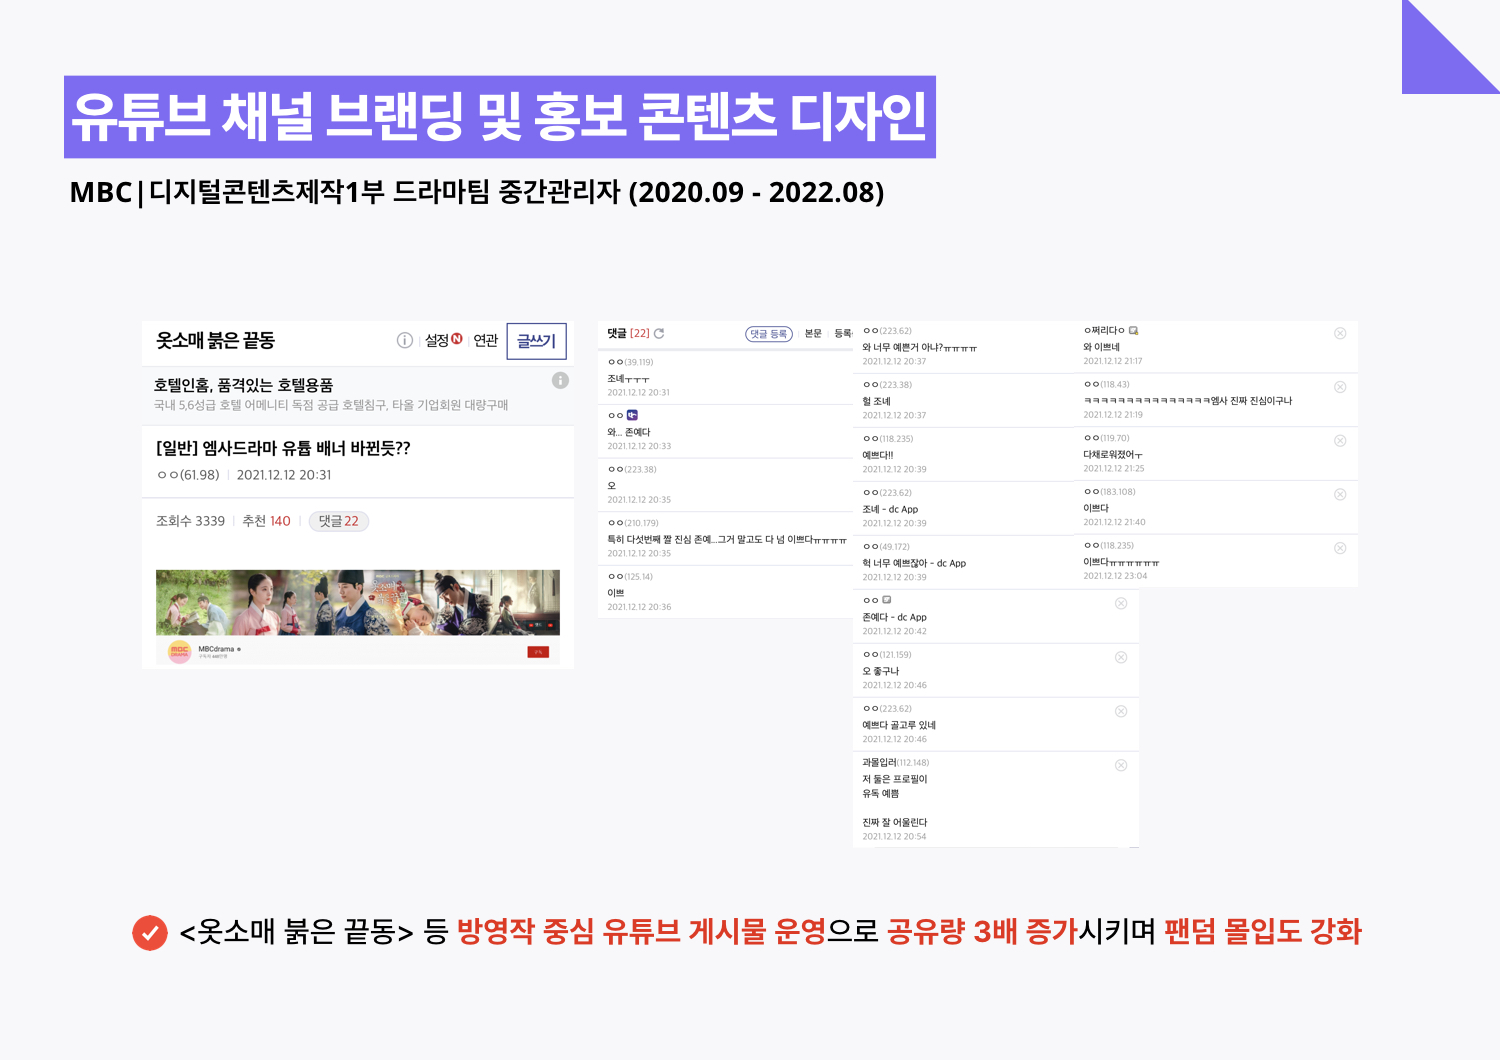 유튜브 채널 브랜딩 및 홍보 콘텐츠 디자인
MBC|디지털콘텐츠제작1부 드라마팀 중간관리자 (2020.09 - 2022.08)
옷소매 붉은 끝동
설정 N 연관 글쓰기
호텔인홈, 품격있는 호텔용품
국내 5,6성급 호텔 어메니티 독점 공급 호텔침구, 타올 기업회원 대량구매
[일반] 엠사드라마 유튭 배너 바뀐듯??
ㅇㅇ(61.98) 2021.12.12 20:31
조회수 3339 추천 140 댓글 22
옷소매 붉은 끝동
MBCdrama
댓글 [22] 댓글 등록 본문 등록
ㅇㅇ(39.119)
조녜ㅜㅜㅜ
2021.12.12 20:31
ㅇㅇ
와... 존예다
2021.12.12 20:33
ㅇㅇ(223.38)
오
2021.12.12 20:35
ㅇㅇ(210.179)
특히 다섯번째 짤 진심 존예...그거 말고도 다 넘 이쁘다ㅠㅠㅠㅠ
2021.12.12 20:35
ㅇㅇ(125.14)
이쁘
2021.12.12 20:36
ㅇㅇ(223.62)
와 너무 예쁜거 아냐?ㅠㅠㅠㅠ
2021.12.12 20:37
ㅇㅇ(223.38)
헐 조녜
2021.12.12 20:37
ㅇㅇ(118.235)
예쁘다!!
2021.12.12 20:39
ㅇㅇ(223.62)
조녜 - dc App
2021.12.12 20:39
ㅇㅇ(49.172)
헉 너무 예쁘잖아 - dc App
2021.12.12 20:39
ㅇㅇ
존예다 - dc App
2021.12.12 20:42
ㅇㅇ(121.159)
오 좋구나
2021.12.12 20:46
ㅇㅇ(223.62)
예쁘다 골고루 있네
2021.12.12 20:46
과몰입러(112.148)
저 둘은 프로필이
유독 예쁨
진짜 잘 어울린다
2021.12.12 20:54
ㅇ쩌리다ㅇ
와 이쁘네
2021.12.12 21:17
ㅇㅇ(118.43)
ㅋㅋㅋㅋㅋㅋㅋㅋㅋㅋㅋㅋㅋㅋㅋ엠사 진짜 진심이구나
2021.12.12 21:19
ㅇㅇ(119.70)
다채로워졌어ㅜ
2021.12.12 21:25
ㅇㅇ(183.108)
이쁘다
2021.12.12 21:40
ㅇㅇ(118.235)
이쁘다ㅠㅠㅠㅠㅠㅠ
2021.12.12 23:04
<옷소매 붉은 끝동> 등 방영작 중심 유튜브 게시물 운영으로 공유량 3배 증가시키며 팬덤 몰입도 강화